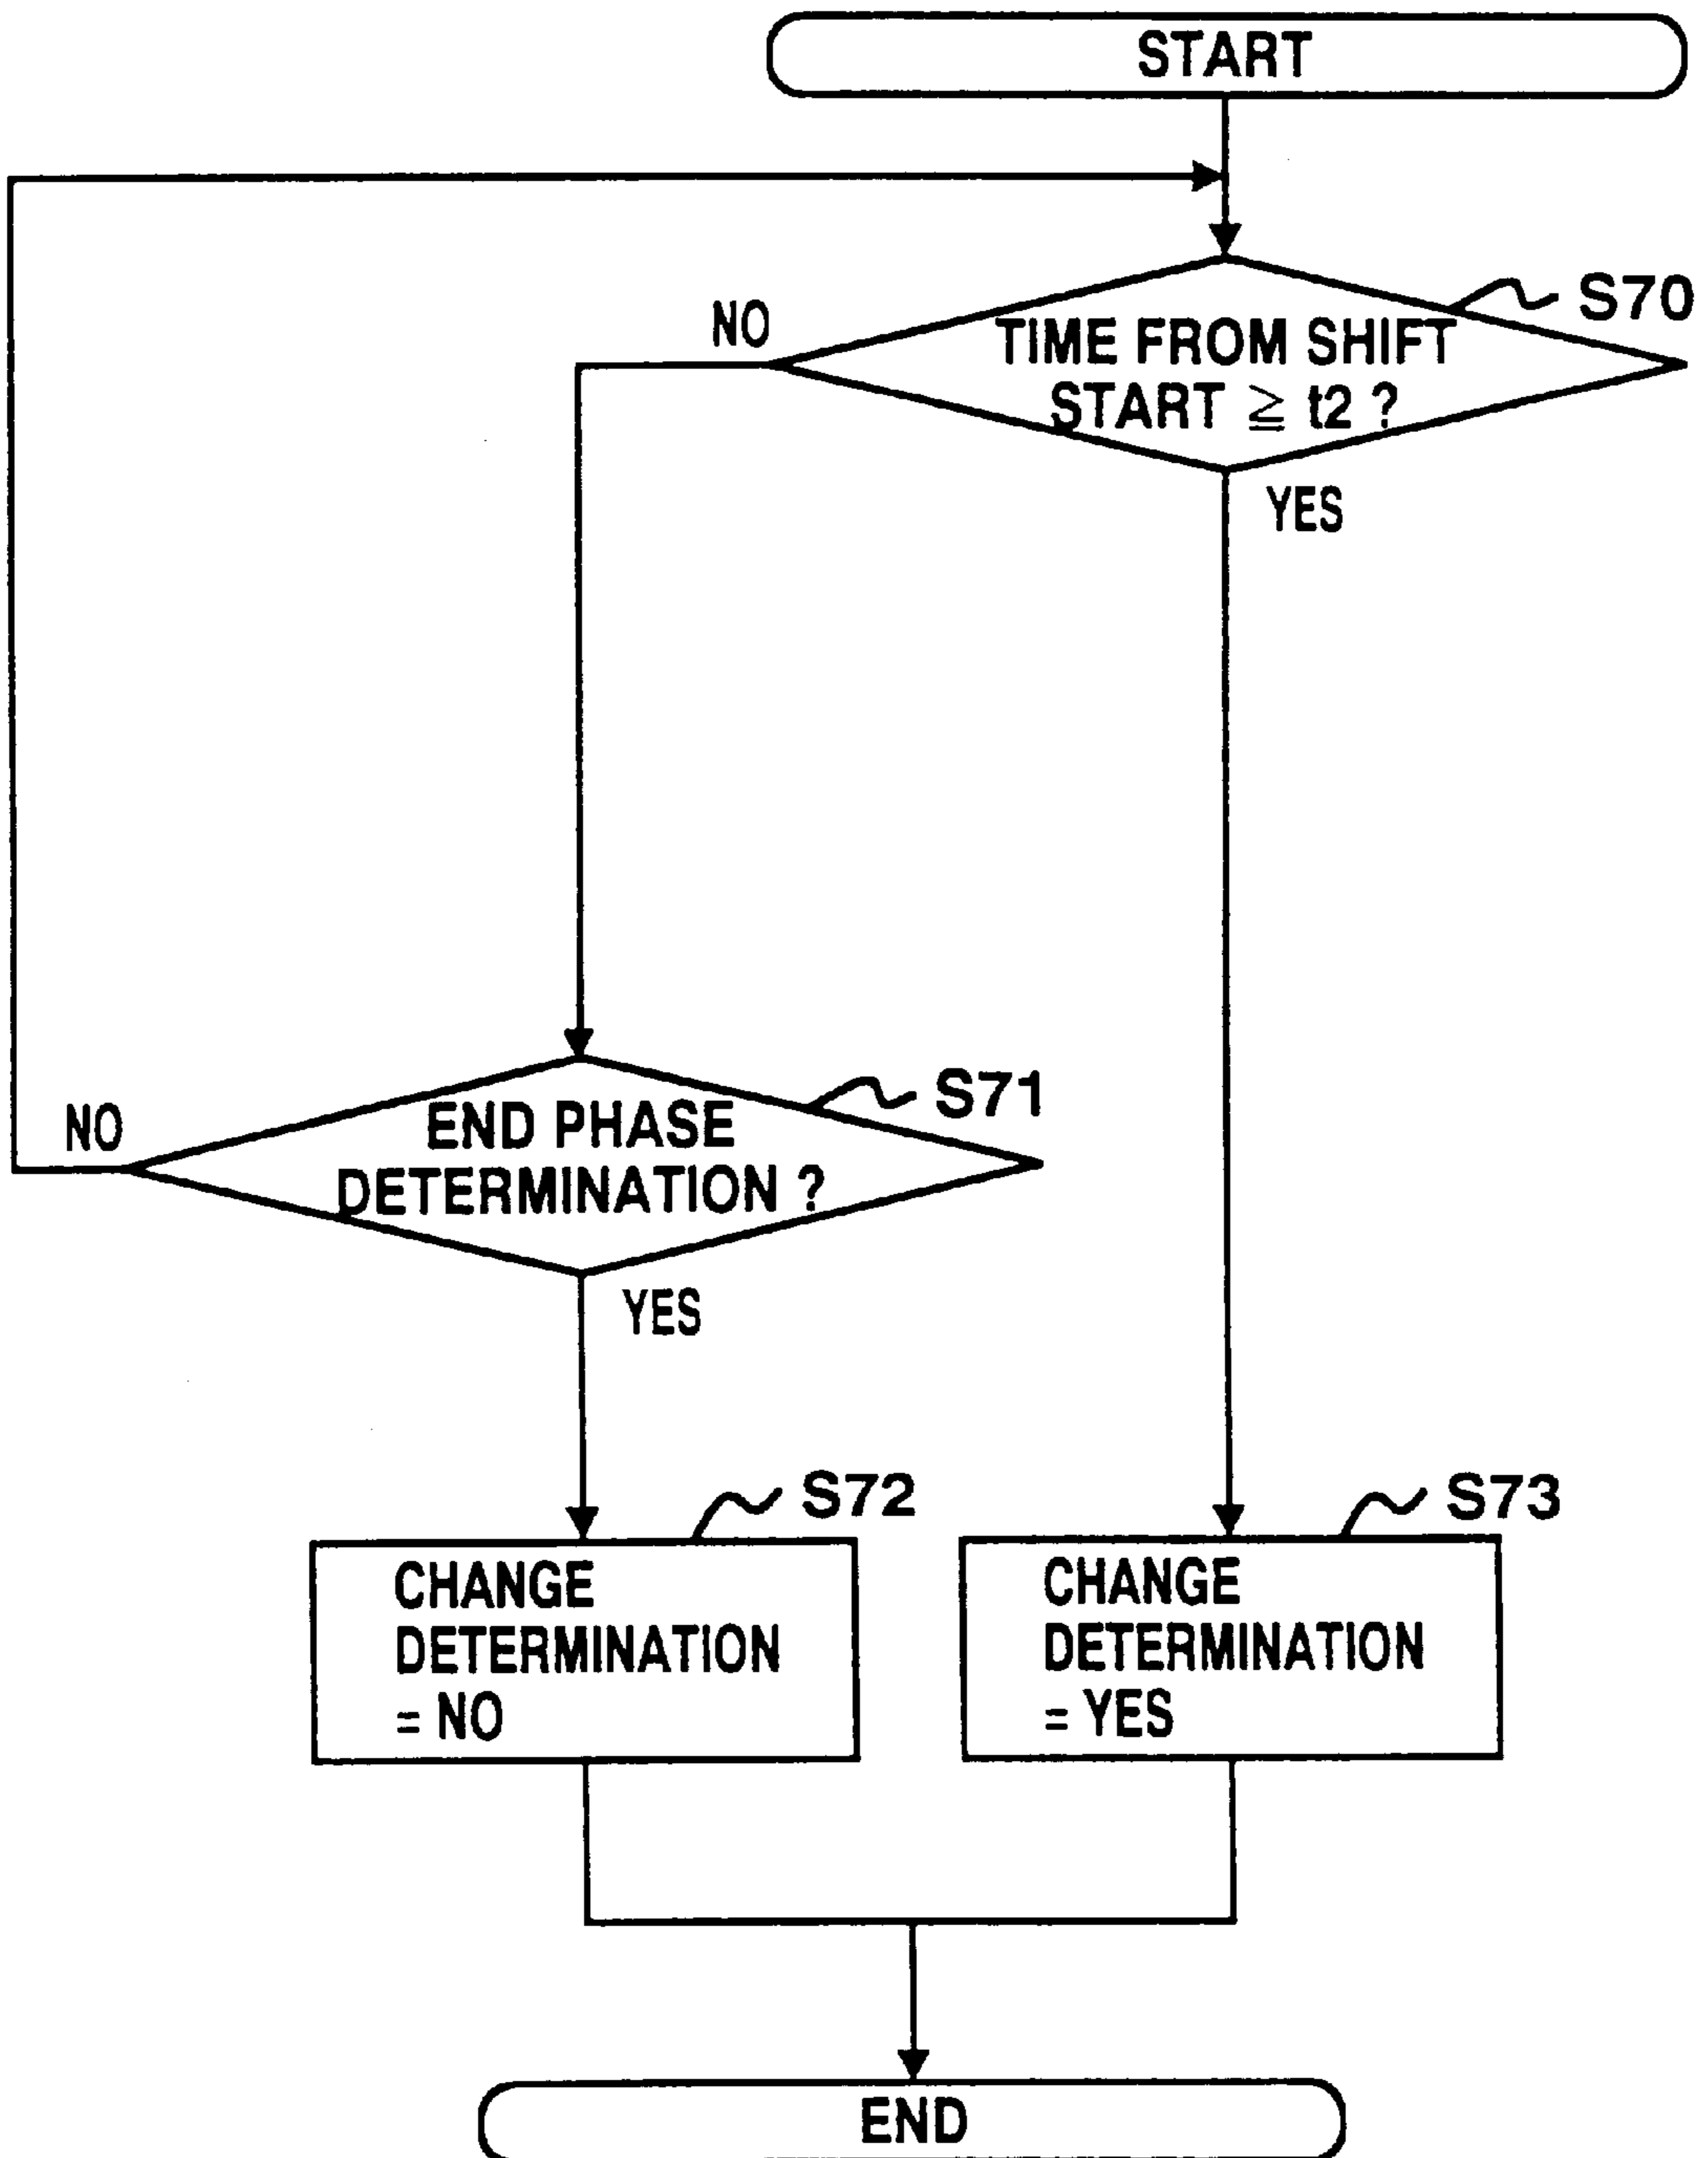 START
NO
S70
TIME FROM SHIFT
START ≧ t2 ?
YES
NO
S71
END PHASE
DETERMINATION ?
YES
S72
S73
CHANGE
DETERMINATION
= NO
CHANGE
DETERMINATION
= YES
END